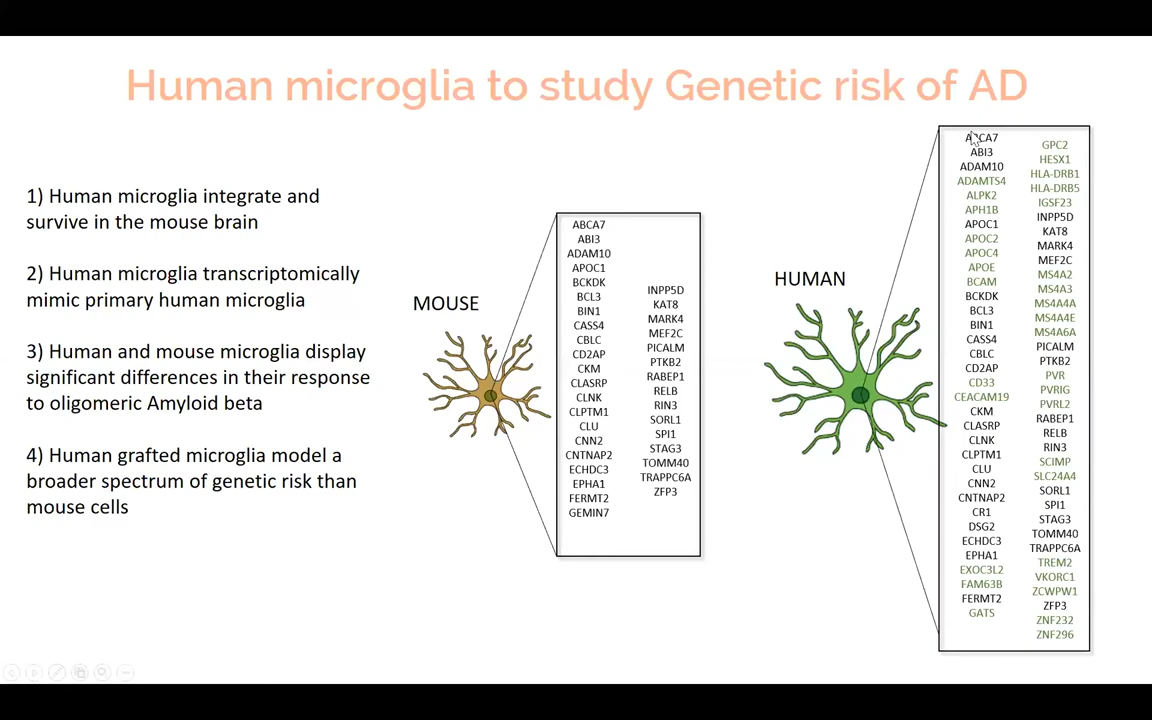 Human microglia to study Genetic risk of AD
1) Human microglia integrate and
survive in the mouse brain
2) Human microglia transcriptomically
mimic primary human microglia
3) Human and mouse microglia display
significant differences in their response
to oligomeric Amyloid beta
4) Human grafted microglia model a
broader spectrum of genetic risk than
mouse cells
MOUSE
ABCA7
ABI3
ADAM10
APOC1
BCKDK
BCL3
BIN1
CASS4
CBLC
CD2AP
CKM
CLASRP
CLNK
CLPTM1
CLU
CNN2
CNTNAP2
ECHDC3
EPHA1
FERMT2
GEMIN7
INPP5D
KAT8
MARK4
MEF2C
PICALM
PTKB2
RABEP1
RELB
RIN3
SORL1
SPI1
STAG3
TOMM40
TRAPPC6A
ZFP3
HUMAN
ABCA7
ABI3
ADAM10
ADAMTS4
ALPK2
APH1B
APOC1
APOC2
APOC4
APOE
BCAM
BCKDK
BCL3
BIN1
CASS4
CBLC
CD2AP
CD33
CEACAM19
CKM
CLASRP
CLNK
CLPTM1
CLU
CNN2
CNTNAP2
CR1
DSG2
ECHDC3
EPHA1
EXOC3L2
FAM63B
FERMT2
GATS
GPC2
HESX1
HLA-DRB1
HLA-DRB5
IGSF23
INPP5D
KAT8
MARK4
MEF2C
MS4A2
MS4A3
MS4A4A
MS4A4E
MS4A6A
PICALM
PTKB2
PVR
PVRIG
PVRL2
RABEP1
RELB
RIN3
SCIMP
SLC24A4
SORL1
SPI1
STAG3
TOMM40
TRAPPC6A
TREM2
VKORC1
ZCWPW1
ZFP3
ZNF232
ZNF296